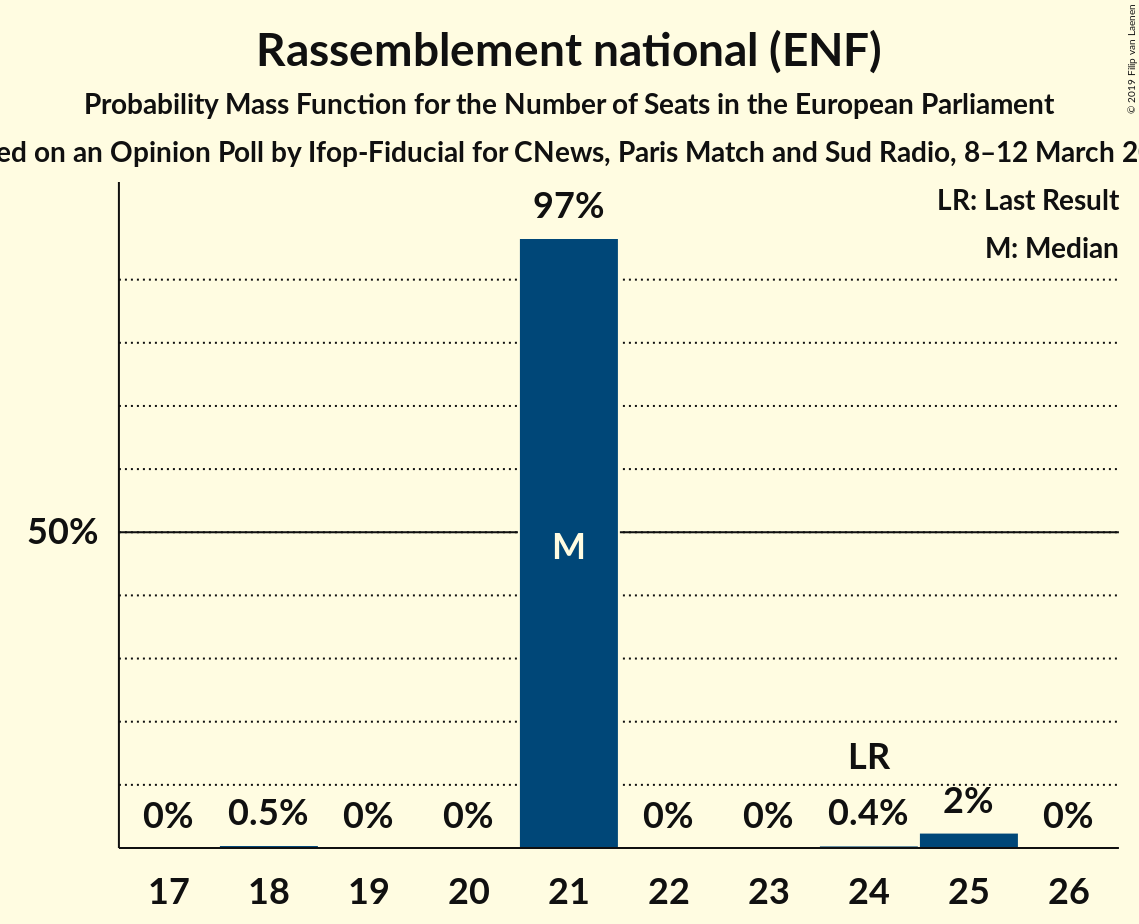 Rassemblement national (ENF)
Probability Mass Function for the Number of Seats in the European Parliament
on an Opinion Poll by Ifop-Fiducial for CNews, Paris Match and Sud Radio, 8–12 March
© 2019 Filip van Laenen
LR: Last Result
M: Median
97%
50%
M
LR
0% 0.5% 0% 0% 0% 0% 0.4% 2% 0%
17 18 19 20 21 22 23 24 25 26